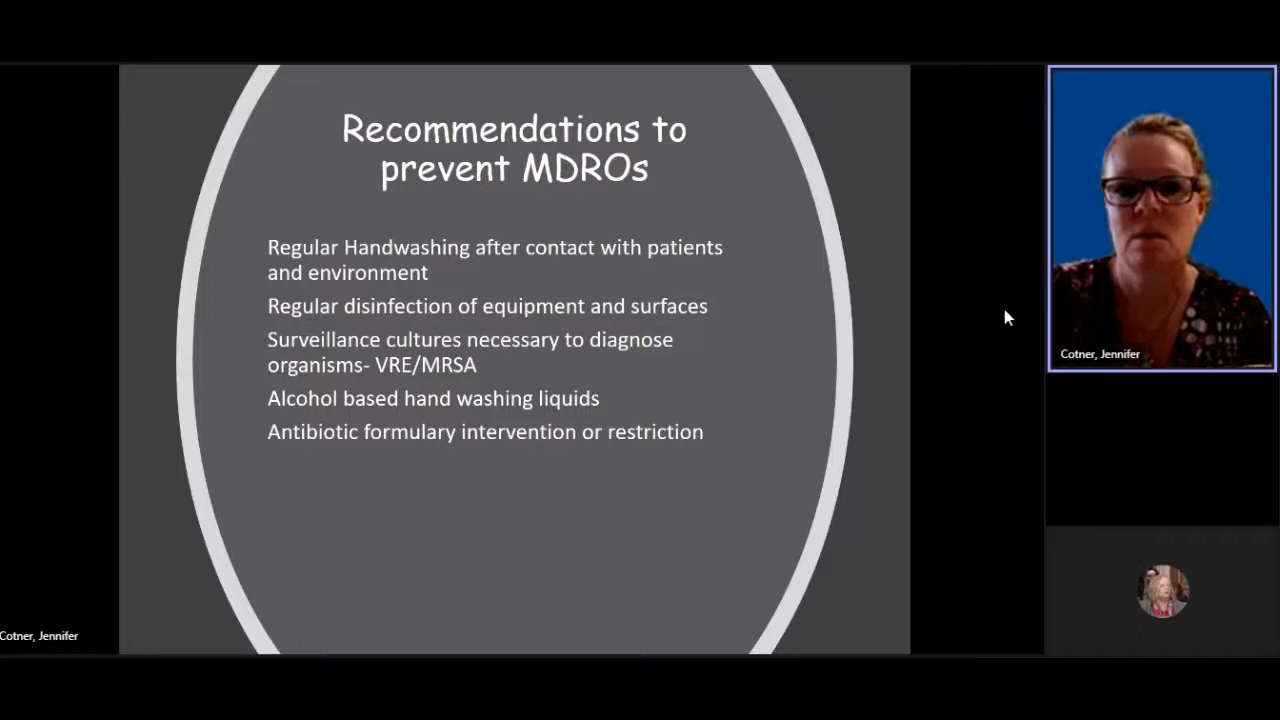 Recommendations to
prevent MDROs
Regular Handwashing after contact with patients
and environment
Regular disinfection of equipment and surfaces
Surveillance cultures necessary to diagnose
organisms- VRE/MRSA
Alcohol based hand washing liquids
Antibiotic formulary intervention or restriction
Cotner, Jennifer
Cotner, Jennifer